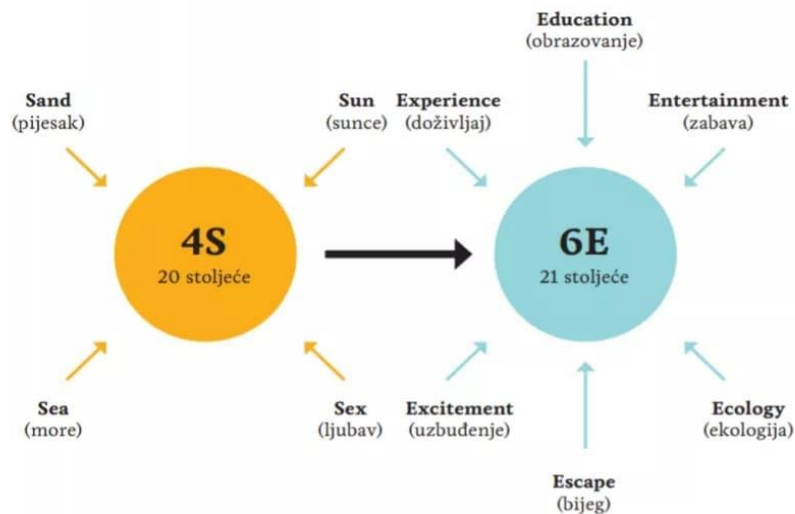 Education
(obrazovanje)
Sand
(pijesak)
Sun
(sunce)
Experience
(doživljaj)
Entertainment
(zabava)
4S
20 stoljeće
6E
21 stoljeće
Sea
(more)
Sex
(ljubav)
Excitement
(uzbuđenje)
Ecology
(ekologija)
Escape
(bijeg)